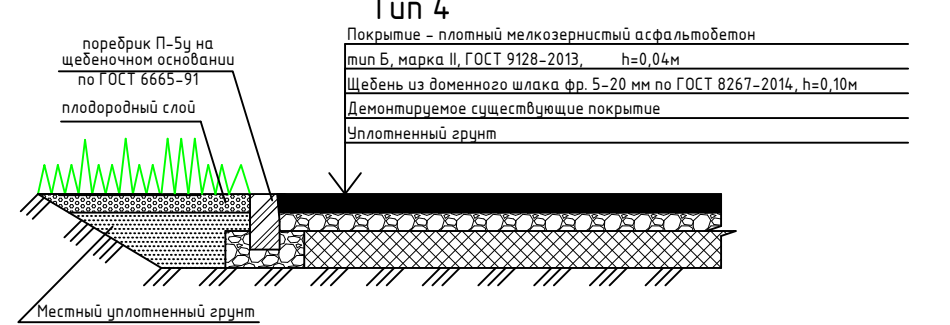 Тип 4
поребрик П-5у на
щебеночном основании
по ГОСТ 6665-91
плодородный слой
Покрытие - плотный мелкозернистый асфальтобетон
тип Б, марка II, ГОСТ 9128-2013, h=0,04м
Щебень из доменного шлака фр. 5-20 мм по ГОСТ 8267-2014, h=0,10м
Демонтируемое существующие покрытие
Уплотненный грунт
Местный уплотненный грунт